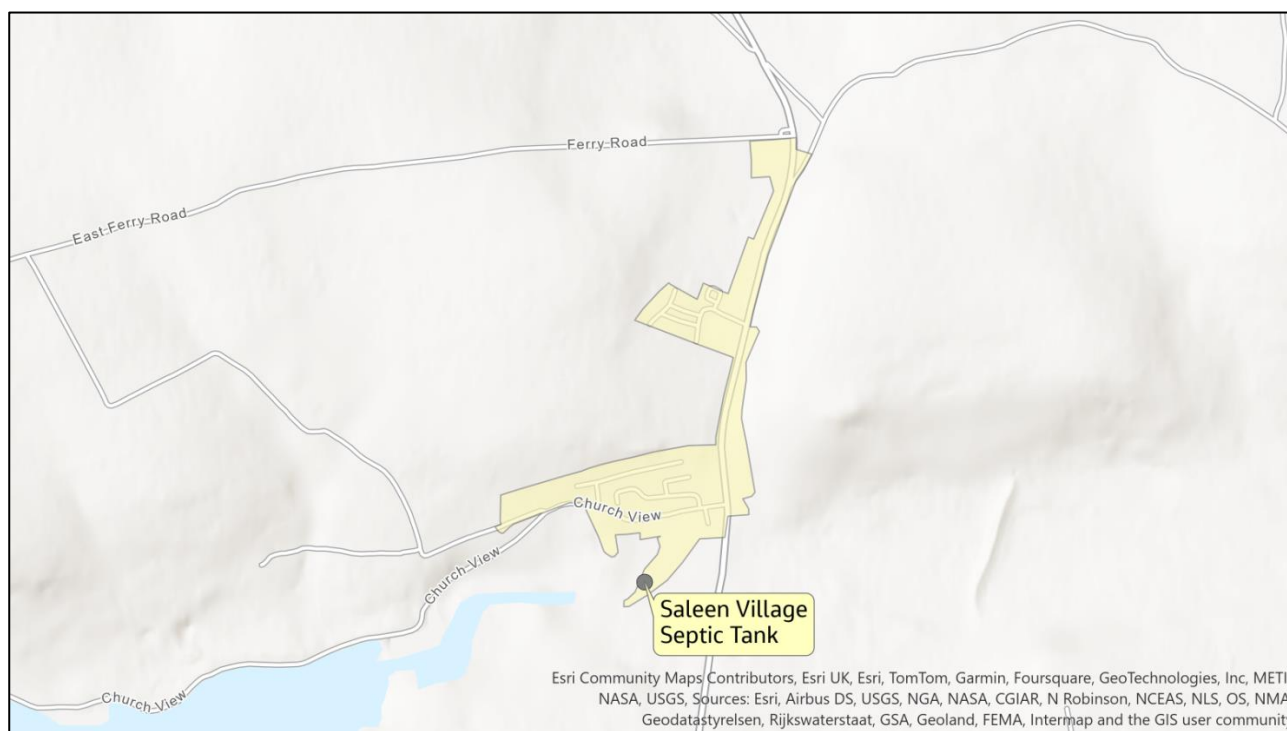 Ferry Road
East Ferry Road
Church View
Church View
Saleen Village
Septic Tank
Church View
Esri Community Maps Contributors, Esri UK, Esri, TomTom, Garmin, Foursquare, GeoTechnologies, Inc, METI
NASA, USGS, Sources: Esri, Airbus DS, USGS, NGA, NASA, CGIAR, N Robinson, NCEAS, NLS, OS, NMA
Geodatastyrelsen, Rijkswaterstaat, GSA, Geoland, FEMA, Intermap and the GIS user community